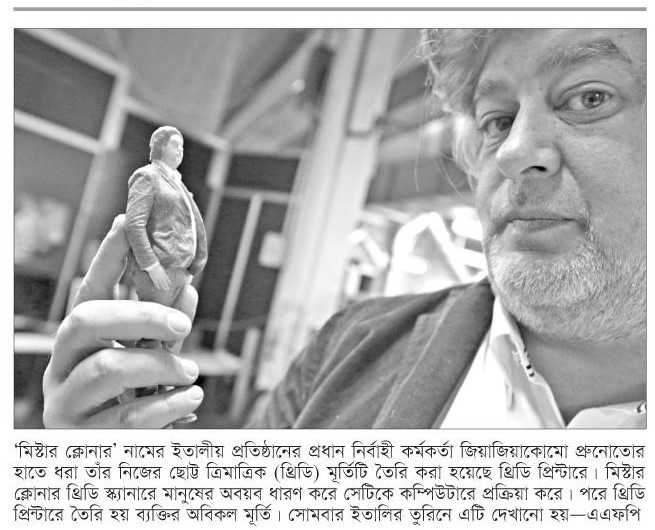 ‘মিস্টার ক্লোনার’ নামের ইতালীয় প্রতিষ্ঠানের প্রধান নির্বাহী কর্মকর্তা জিয়াজিয়াকোমো প্রুনোতোর
হাতে ধরা তাঁর নিজের ছোট্ট ত্রিমাত্রিক (থ্রিডি) মূর্তিটি তৈরি করা হয়েছে থ্রিডি প্রিন্টারে। মিস্টার
ক্লোনার থ্রিডি স্ক্যানারে মানুষের অবয়ব ধারণ করে সেটিকে কম্পিউটারে প্রক্রিয়া করে। পরে থ্রিডি
প্রিন্টারে তৈরি হয় ব্যক্তির অবিকল মূর্তি। সোমবার ইতালির তুরিনে এটি দেখানো হয়—এএফপি